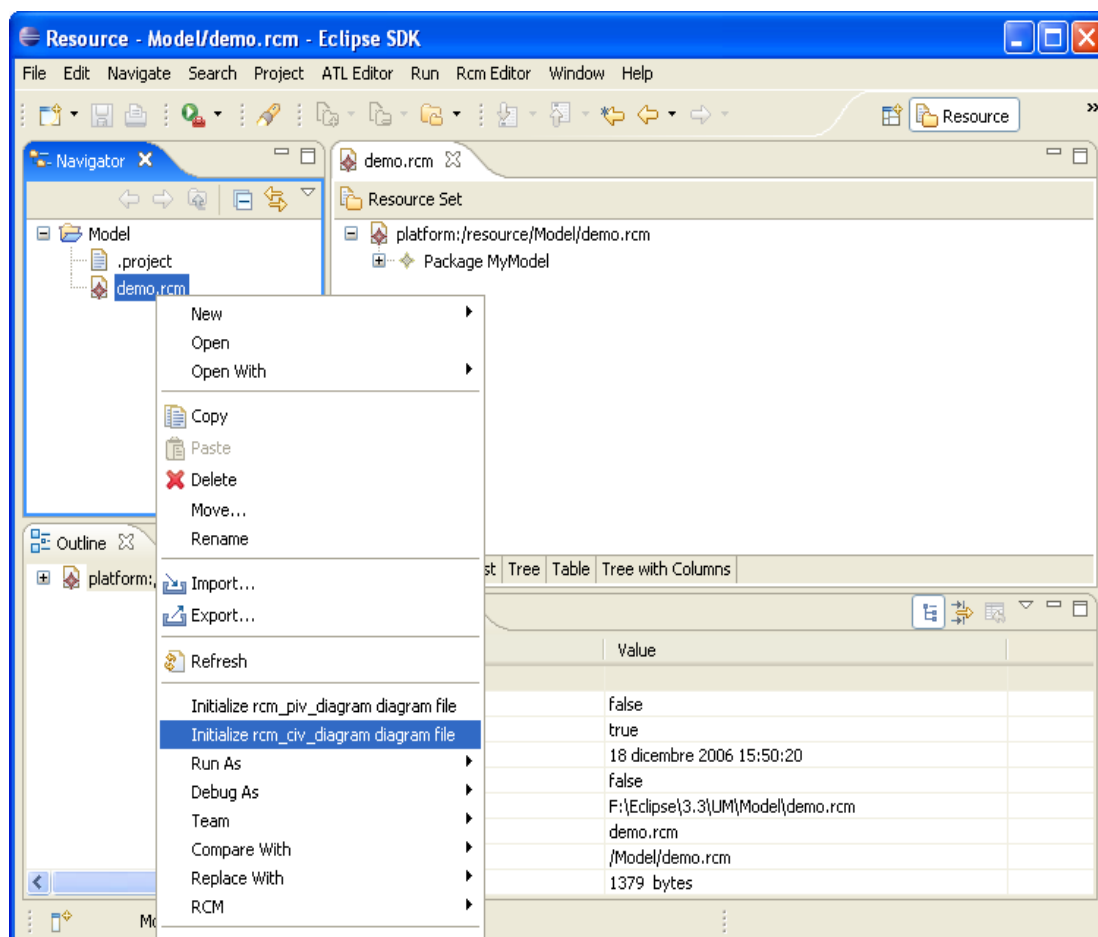 Resource - Model/demo.rcm - Eclipse SDK
File Edit Navigate Search Project ATL Editor Run Rcm Editor Window Help
Resource
Navigator
demo.rcm
Resource Set
Model
.project
demo.rcm
platform:/resource/Model/demo.rcm
Package MyModel
New
Open
Open With
Copy
Paste
Delete
Move...
Rename
Import...
Export...
Refresh
Initialize rcm_piv_diagram diagram file
Initialize rcm_civ_diagram diagram file
Run As
Debug As
Team
Compare With
Replace With
RCM
Outline
platform:
Tree Table Tree with Columns
Value
false
true
18 dicembre 2006 15:50:20
false
F:\Eclipse\3.3\UM\Model\demo.rcm
demo.rcm
/Model/demo.rcm
1379 bytes